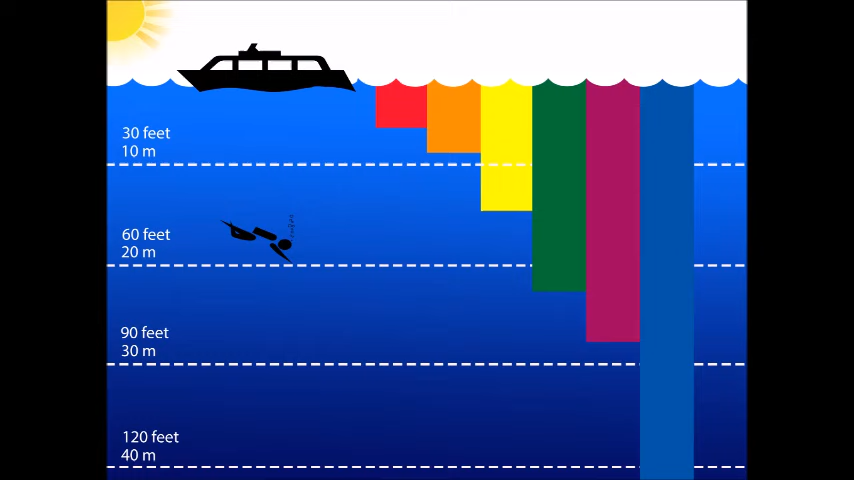 30 feet
10 m
60 feet
20 m
90 feet
30 m
120 feet
40 m